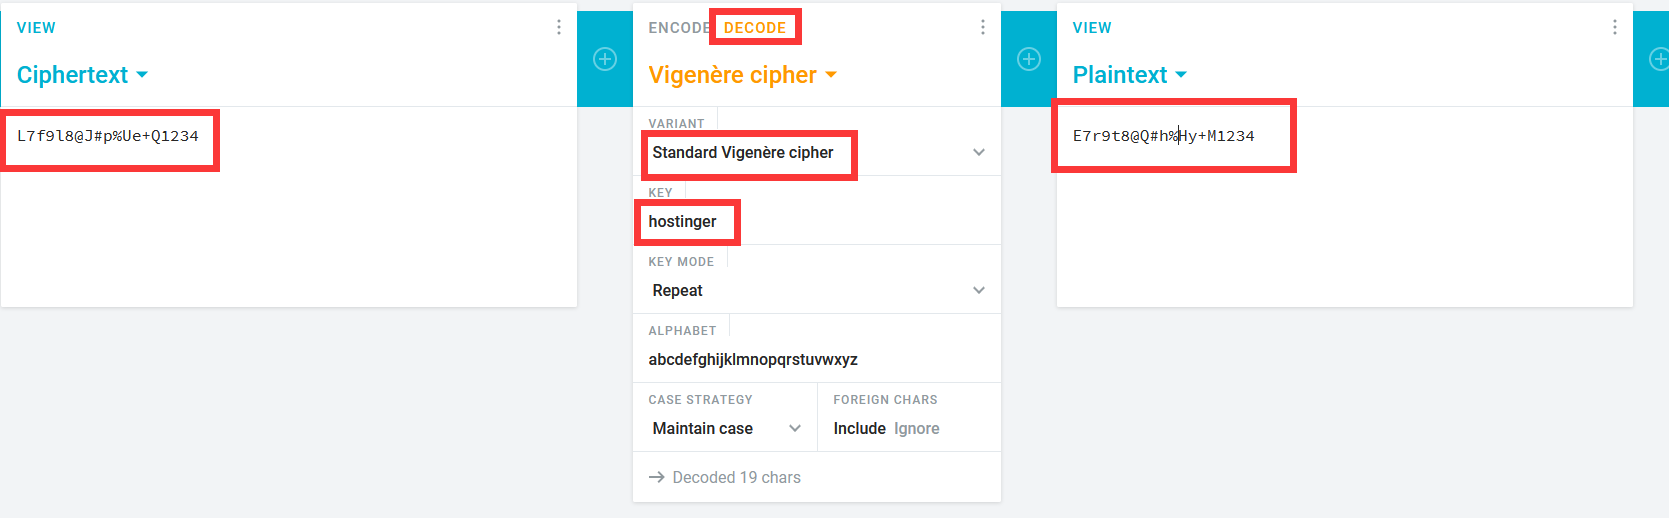 VIEW
Ciphertext
L7f9l8@J#p%Ue+Q1234
ENCODE DECODE
Vigenère cipher
VARIANT
Standard Vigenère cipher
KEY
hostinger
KEY MODE
Repeat
ALPHABET
abcdefghijklmnopqrstuvwxyz
CASE STRATEGY
Maintain case
FOREIGN CHARS
Include Ignore
→ Decoded 19 chars
VIEW
Plaintext
E7r9t8@Q#h%Hy+M1234